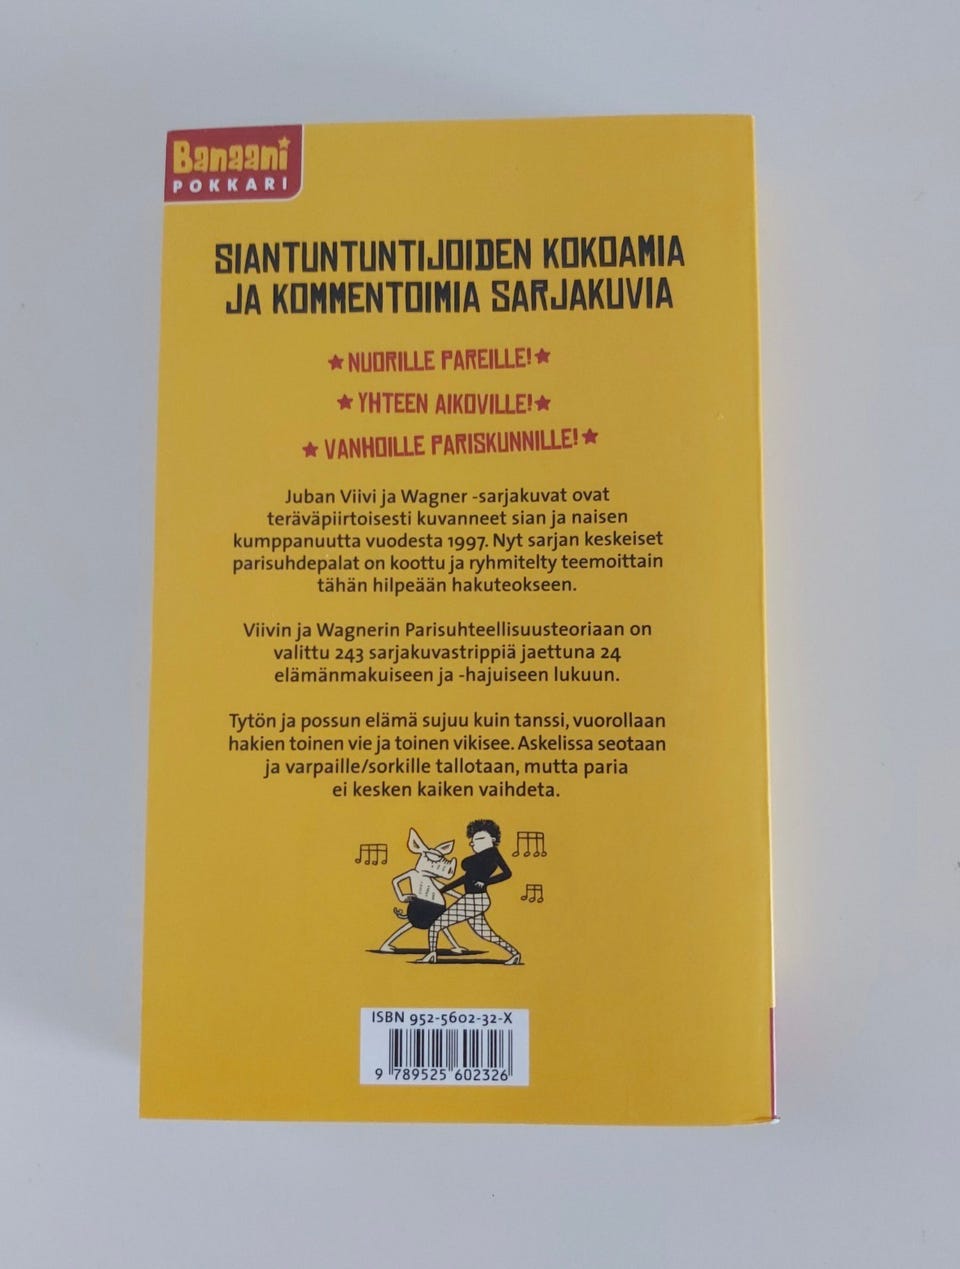 Banaani
POKKARI
SIANTUNTUNTIJOIDEN KOKOAMIA
JA KOMMENTOIMIA SARJAKUVIA
★NUORILLE PAREILLE!★
★YHTEEN AIKOVILLE!★
★VANHOILLE PARISKUNNILLE!★
Juban Viivi ja Wagner -sarjakuvat ovat
teräväpiirtoisesti kuvanneet sian ja naisen
kumppanuutta vuodesta 1997. Nyt sarjan keskeiset
parisuhdepalat on koottu ja ryhmitelty teemoittain
tähän hilpeään hakuteokseen.
Viivin ja Wagnerin Parisuhteellisuusteoriaan on
valittu 243 sarjakuvastrippiä jaettuna 24
elämänmakuiseen ja -hajuiseen lukuun.
Tytön ja possun elämä sujuu kuin tanssi, vuorollaan
hakien toinen vie ja toinen vikisee. Askelissa seotaan
ja varpaille/sorkille tallotaan, mutta paria
ei kesken kaiken vaihdeta.
ISBN 952-5602-32-X
9 789525 602326